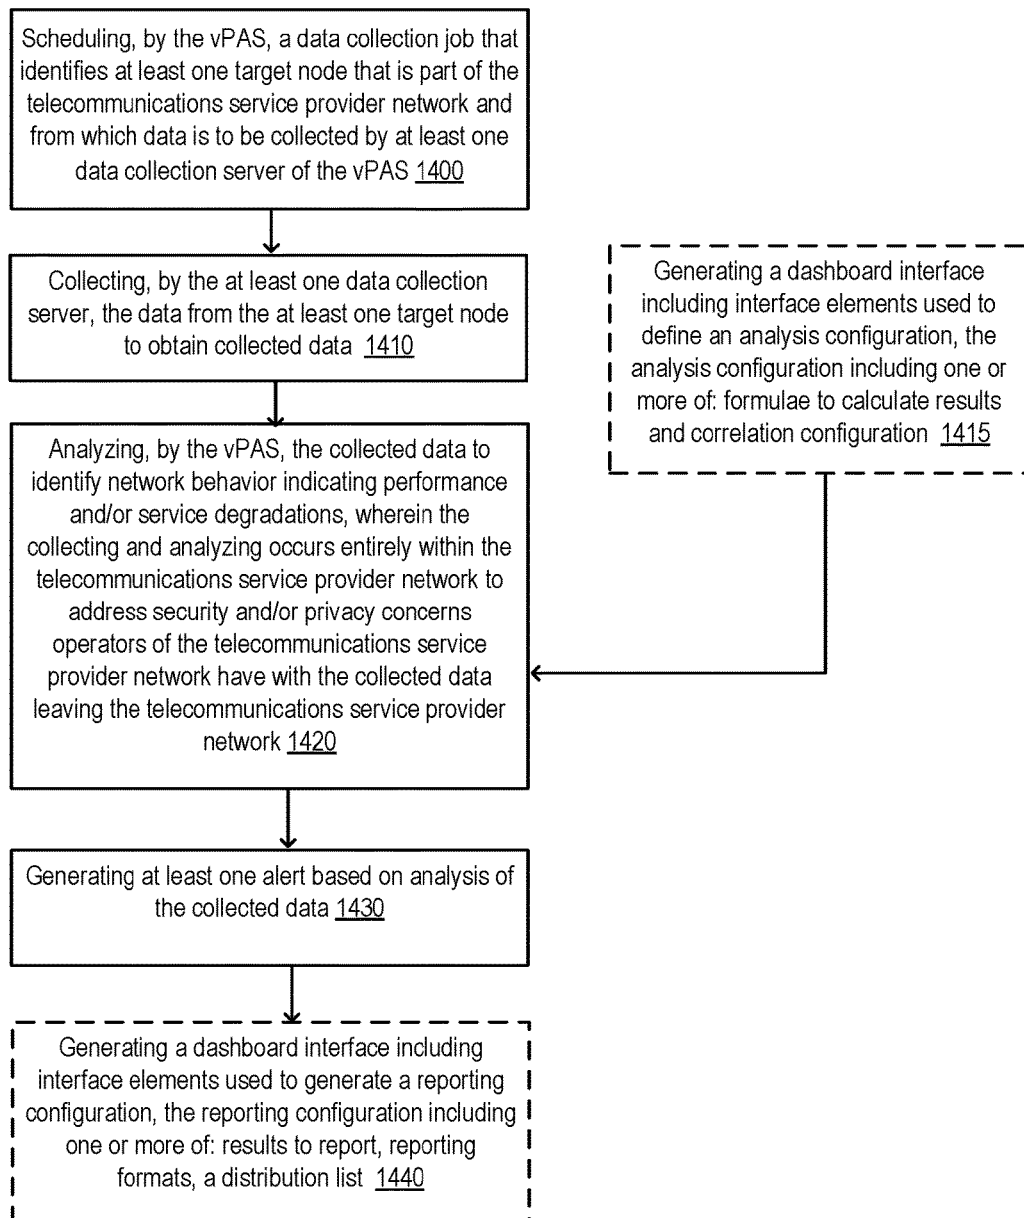 Scheduling, by the vPAS, a data collection job that
identifies at least one target node that is part of the
telecommunications service provider network and
from which data is to be collected by at least one
data collection server of the vPAS 1400
Collecting, by the at least one data collection
server, the data from the at least one target node
to obtain collected data 1410
Generating a dashboard interface
including interface elements used to
define an analysis configuration, the
analysis configuration including one or
more of: formulae to calculate results
and correlation configuration 1415
Analyzing, by the vPAS, the collected data to
identify network behavior indicating performance
and/or service degradations, wherein the
collecting and analyzing occurs entirely within the
telecommunications service provider network to
address security and/or privacy concerns
operators of the telecommunications service
provider network have with the collected data
leaving the telecommunications service provider
network 1420
Generating at least one alert based on analysis of
the collected data 1430
Generating a dashboard interface including
interface elements used to generate a reporting
configuration, the reporting configuration including
one or more of: results to report, reporting
formats, a distribution list 1440